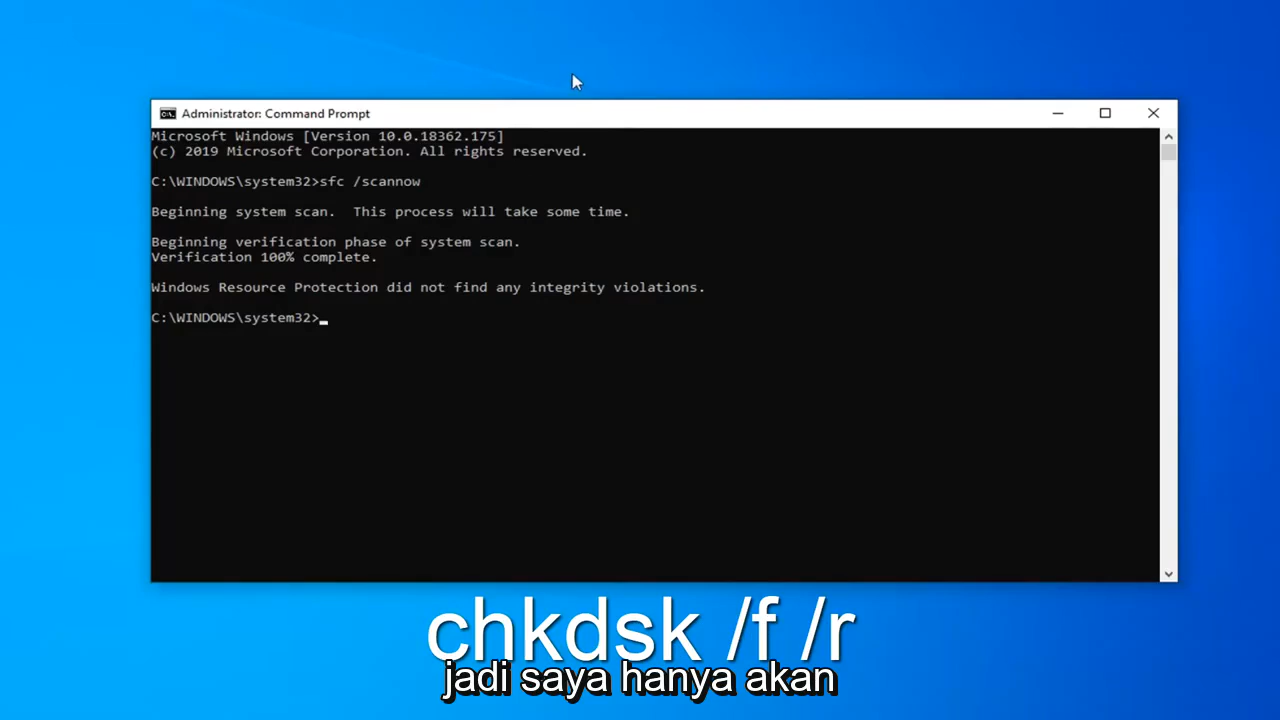 Administrator: Command Prompt
Microsoft Windows [Version 10.0.18362.175]
(c) 2019 Microsoft Corporation. All rights reserved.
C:\WINDOWS\system32>sfc /scannow
Beginning system scan.  This process will take some time.
Beginning verification phase of system scan.
Verification 100% complete.
Windows Resource Protection did not find any integrity violations.
C:\WINDOWS\system32>_
chkdsk /f /r
jadi saya hanya akan